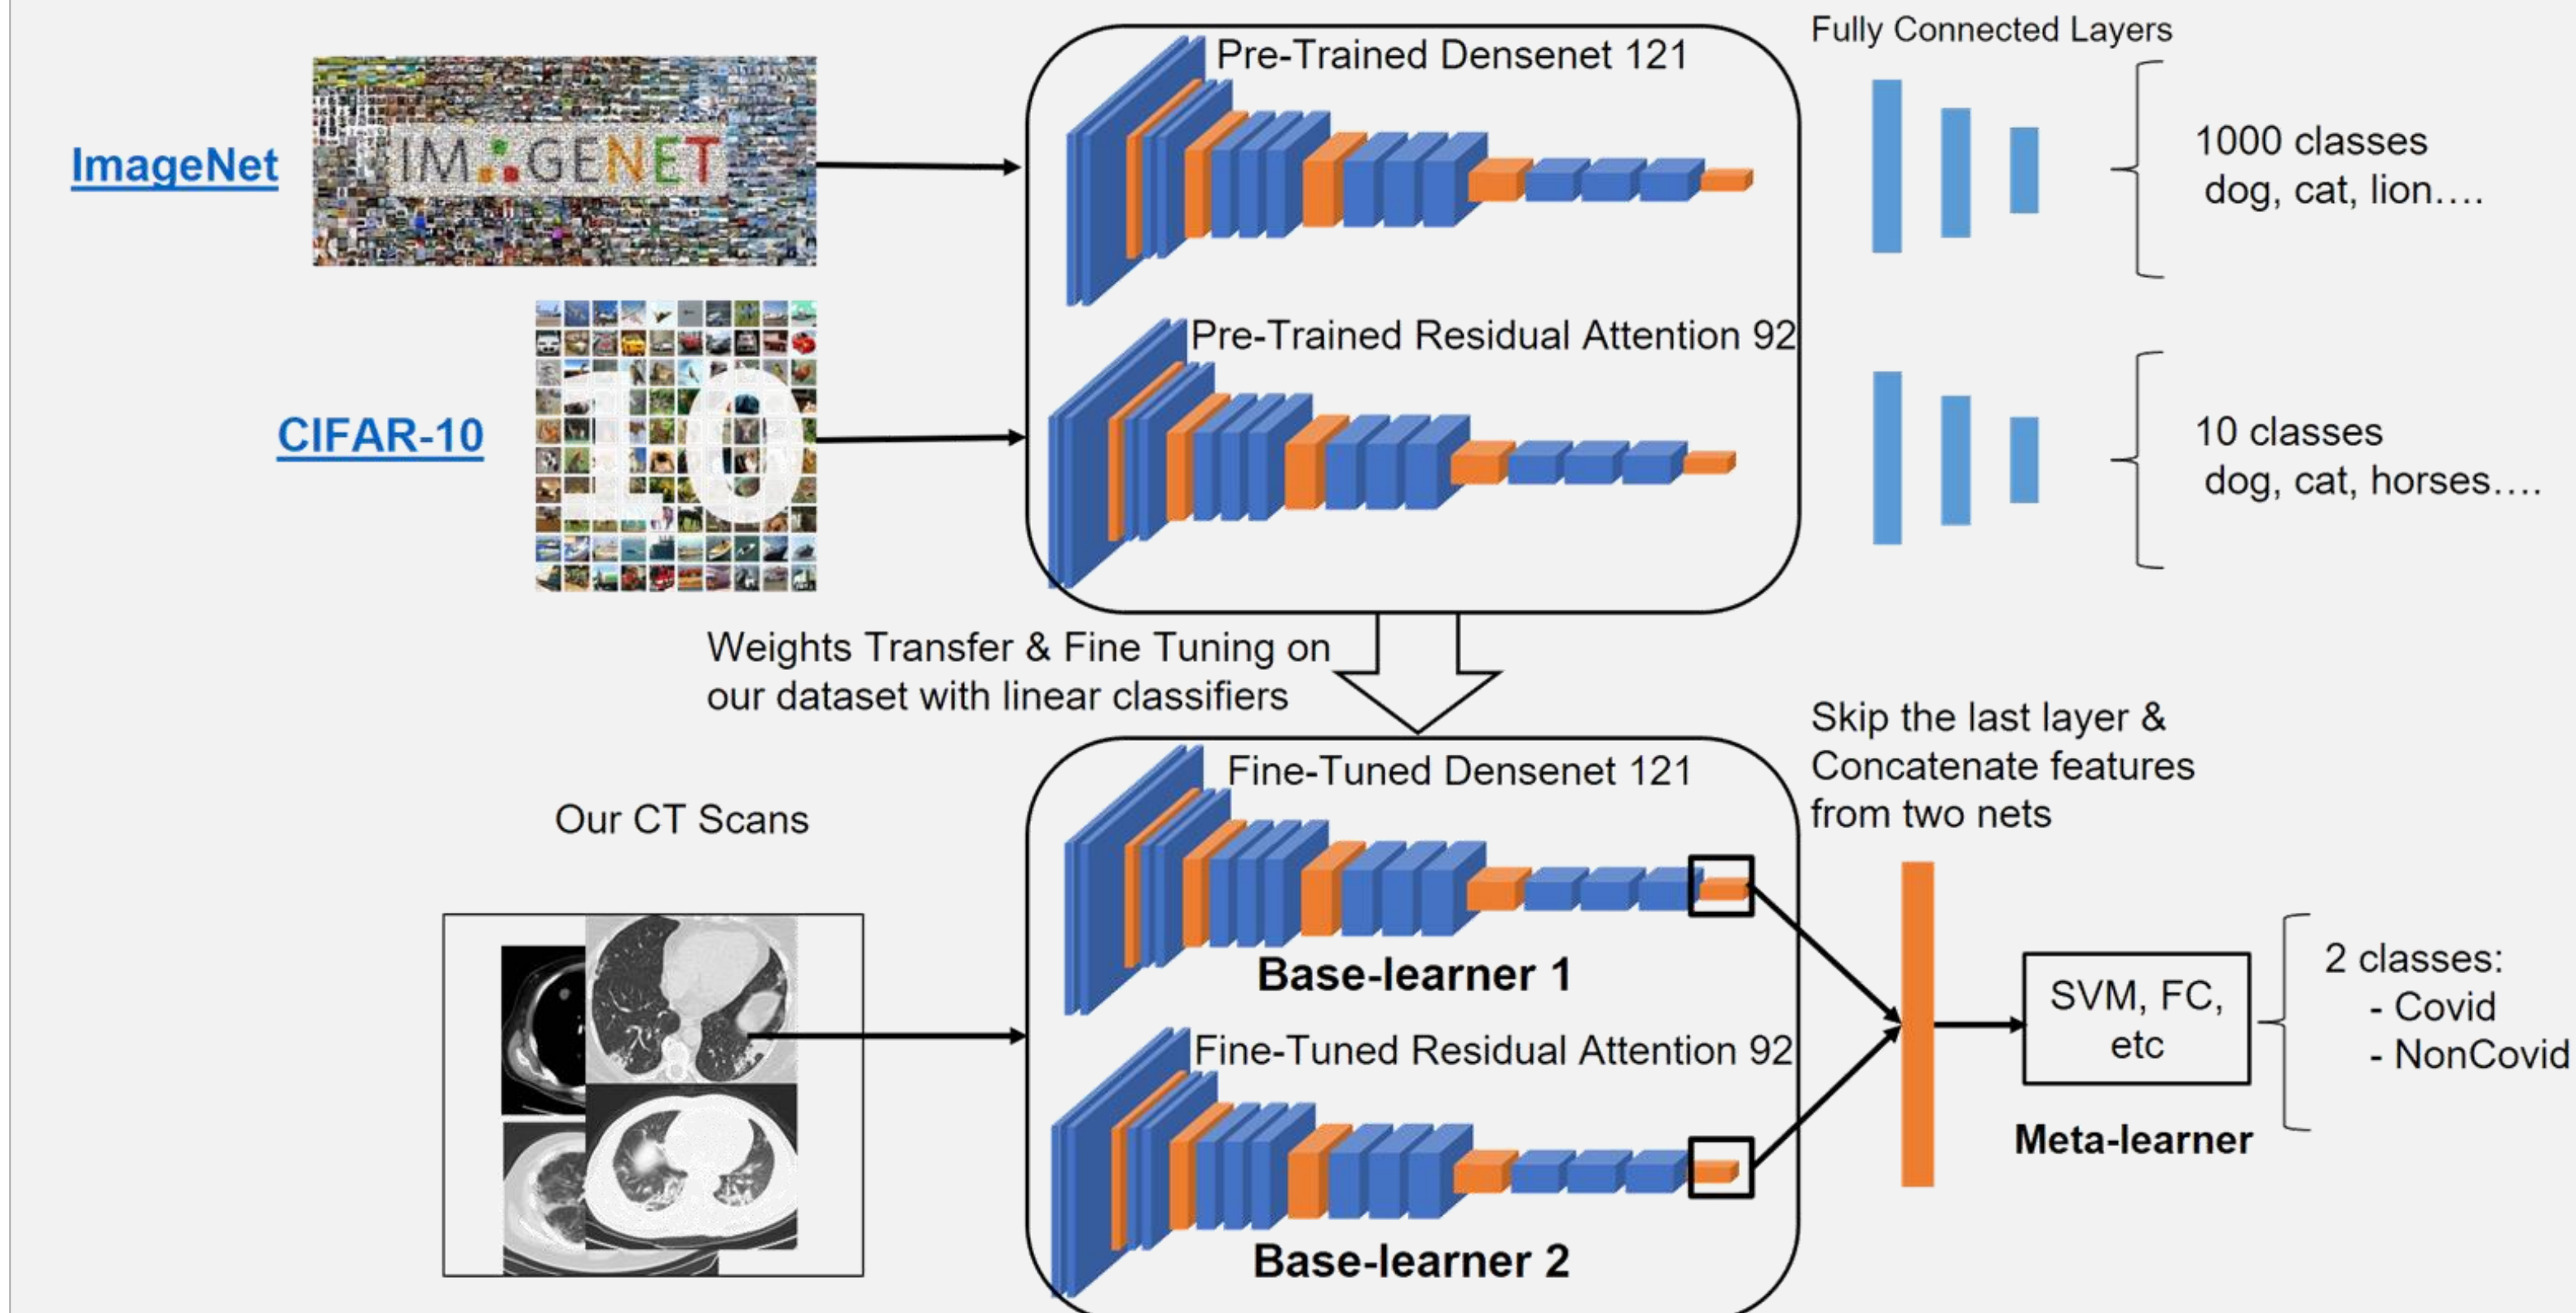 Fully Connected Layers
Pre-Trained Densenet 121
ImageNet
IMAGENET
1000 classes
dog, cat, lion....
Pre-Trained Residual Attention 92
CIFAR-10
10
10 classes
dog, cat, horses....
Weights Transfer & Fine Tuning on
our dataset with linear classifiers
Skip the last layer &
Concatenate features
from two nets
Our CT Scans
Fine-Tuned Densenet 121
Base-learner 1
Fine-Tuned Residual Attention 92
Base-learner 2
SVM, FC,
etc
Meta-learner
2 classes:
- Covid
- NonCovid